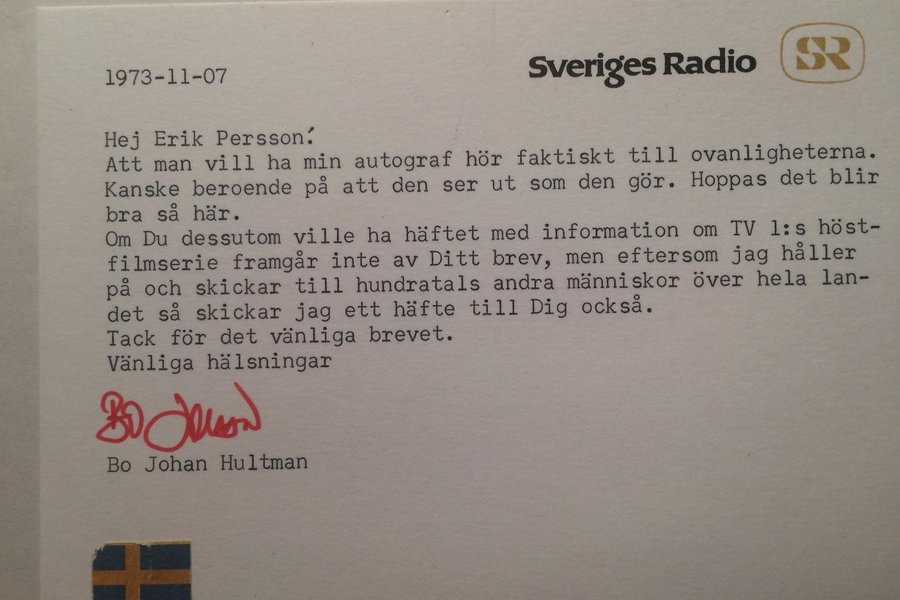 Sveriges Radio SR
1973-11-07
Hej Erik Persson!
Att man vill ha min autograf hör faktiskt till ovanligheterna.
Kanske beroende på att den ser ut som den gör. Hoppas det blir
bra så här.
Om Du dessutom ville ha häftet med information om TV 1:s höst-
filmserie framgår inte av Ditt brev, men eftersom jag håller
på och skickar till hundratals andra människor över hela lan-
det så skickar jag ett häfte till Dig också.
Tack för det vänliga brevet.
Vänliga hälsningar
Bo Johan
Bo Johan Hultman